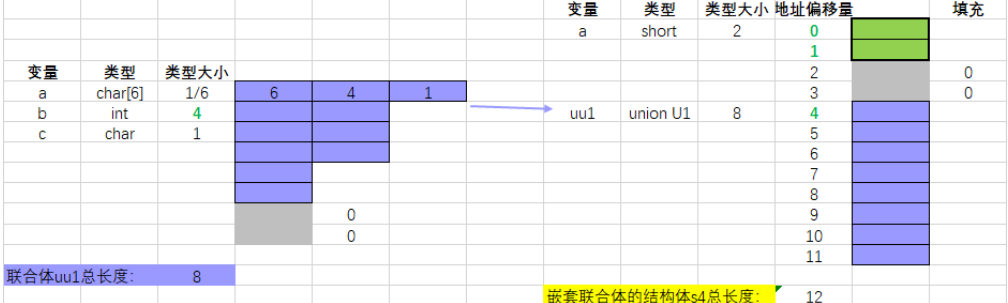 变量 类型 类型大小 地址偏移量 填充
a short 2 0
1
变量 类型 类型大小 2 0
a char[6] 1/6 6 4 1 3 0
b int 4 uu1 union U1 8 4
c char 1 5
6
7
8
0 9
0 10
11
联合体uu1总长度: 8
嵌套联合体的结构体s4总长度: 12